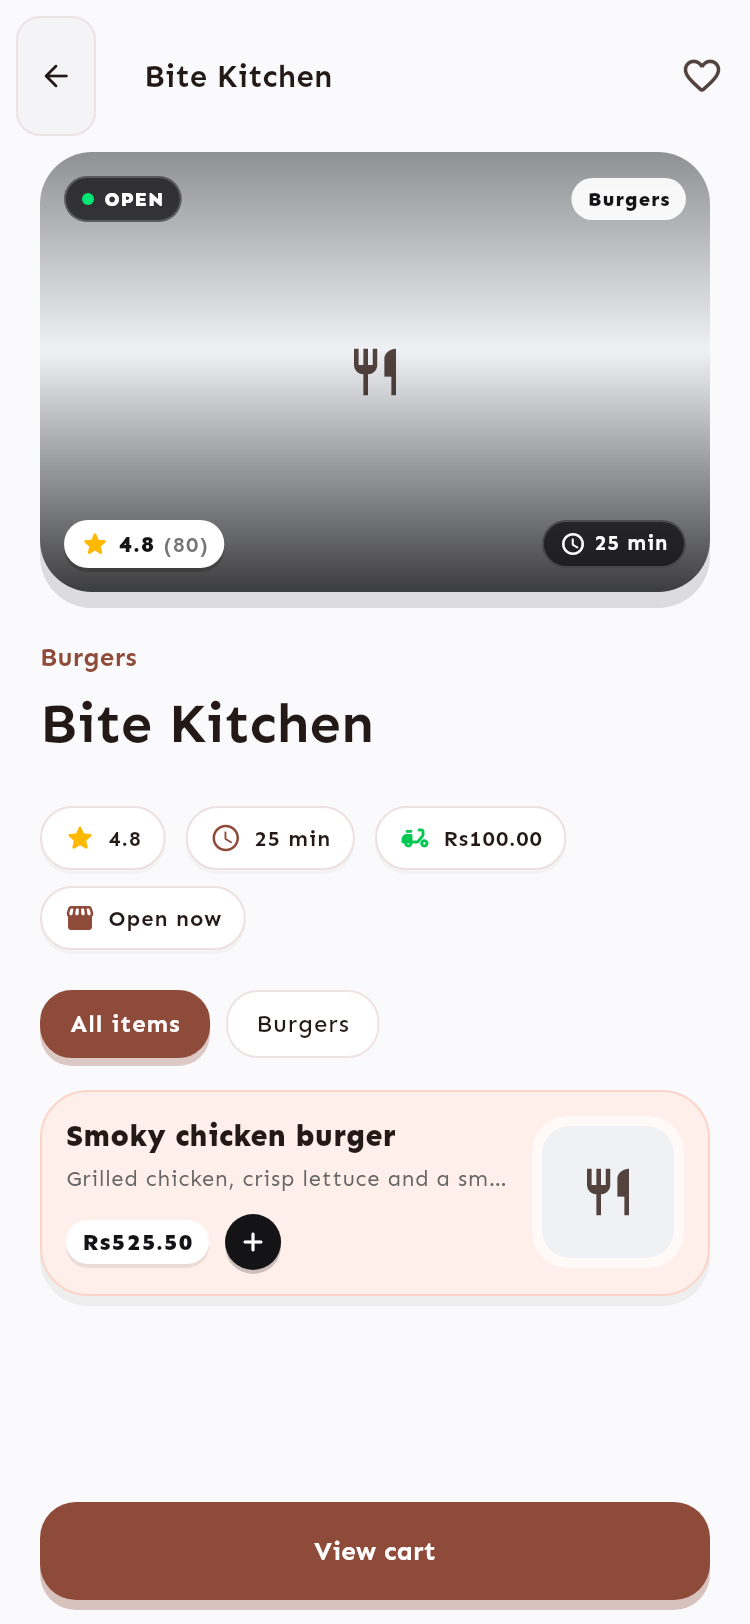 Bite Kitchen
OPEN
Burgers
4.8 (80)
25 min
Burgers
Bite Kitchen
4.8
25 min
Rs100.00
Open now
All items
Burgers
Smoky chicken burger
Grilled chicken, crisp lettuce and a sm...
Rs525.50
View cart